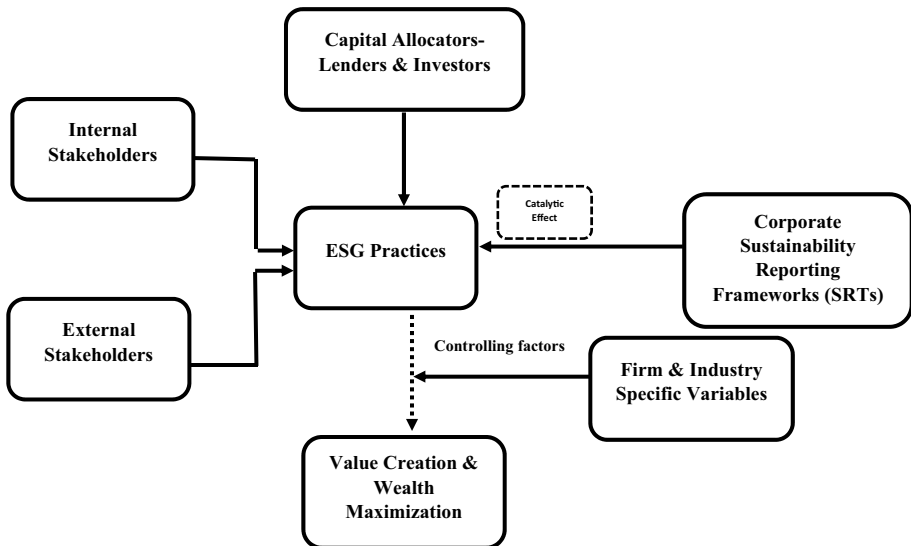 Capital Allocators-
Lenders & Investors
Internal
Stakeholders
Catalytic
Effect
ESG Practices
Corporate
Sustainability
Reporting
Frameworks (SRTs)
External
Stakeholders
Controlling factors
Firm & Industry
Specific Variables
Value Creation &
Wealth
Maximization